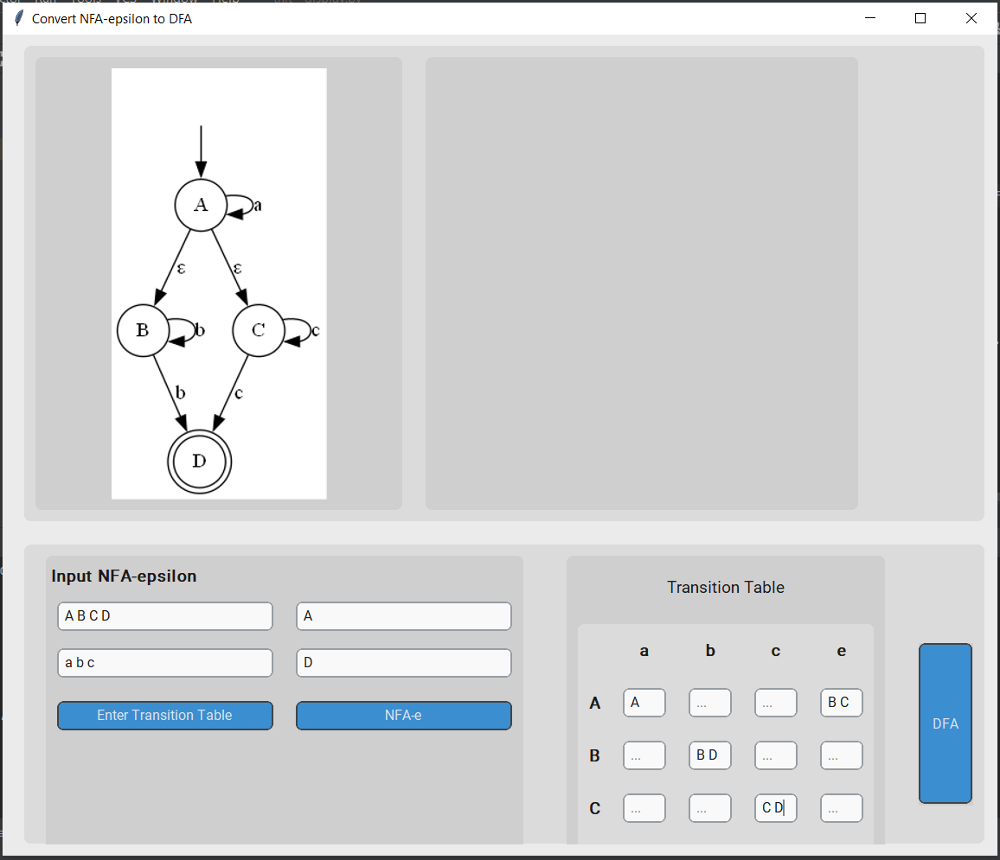 Convert NFA-epsilon to DFA
A
a
ε
ε
B
b
C
c
b
c
D
Input NFA-epsilon
A B C D
A
a b c
D
Enter Transition Table
NFA-e
Transition Table
a b c e
A A ... ... B C
B ... B D ... ...
C ... ... C D ...
DFA